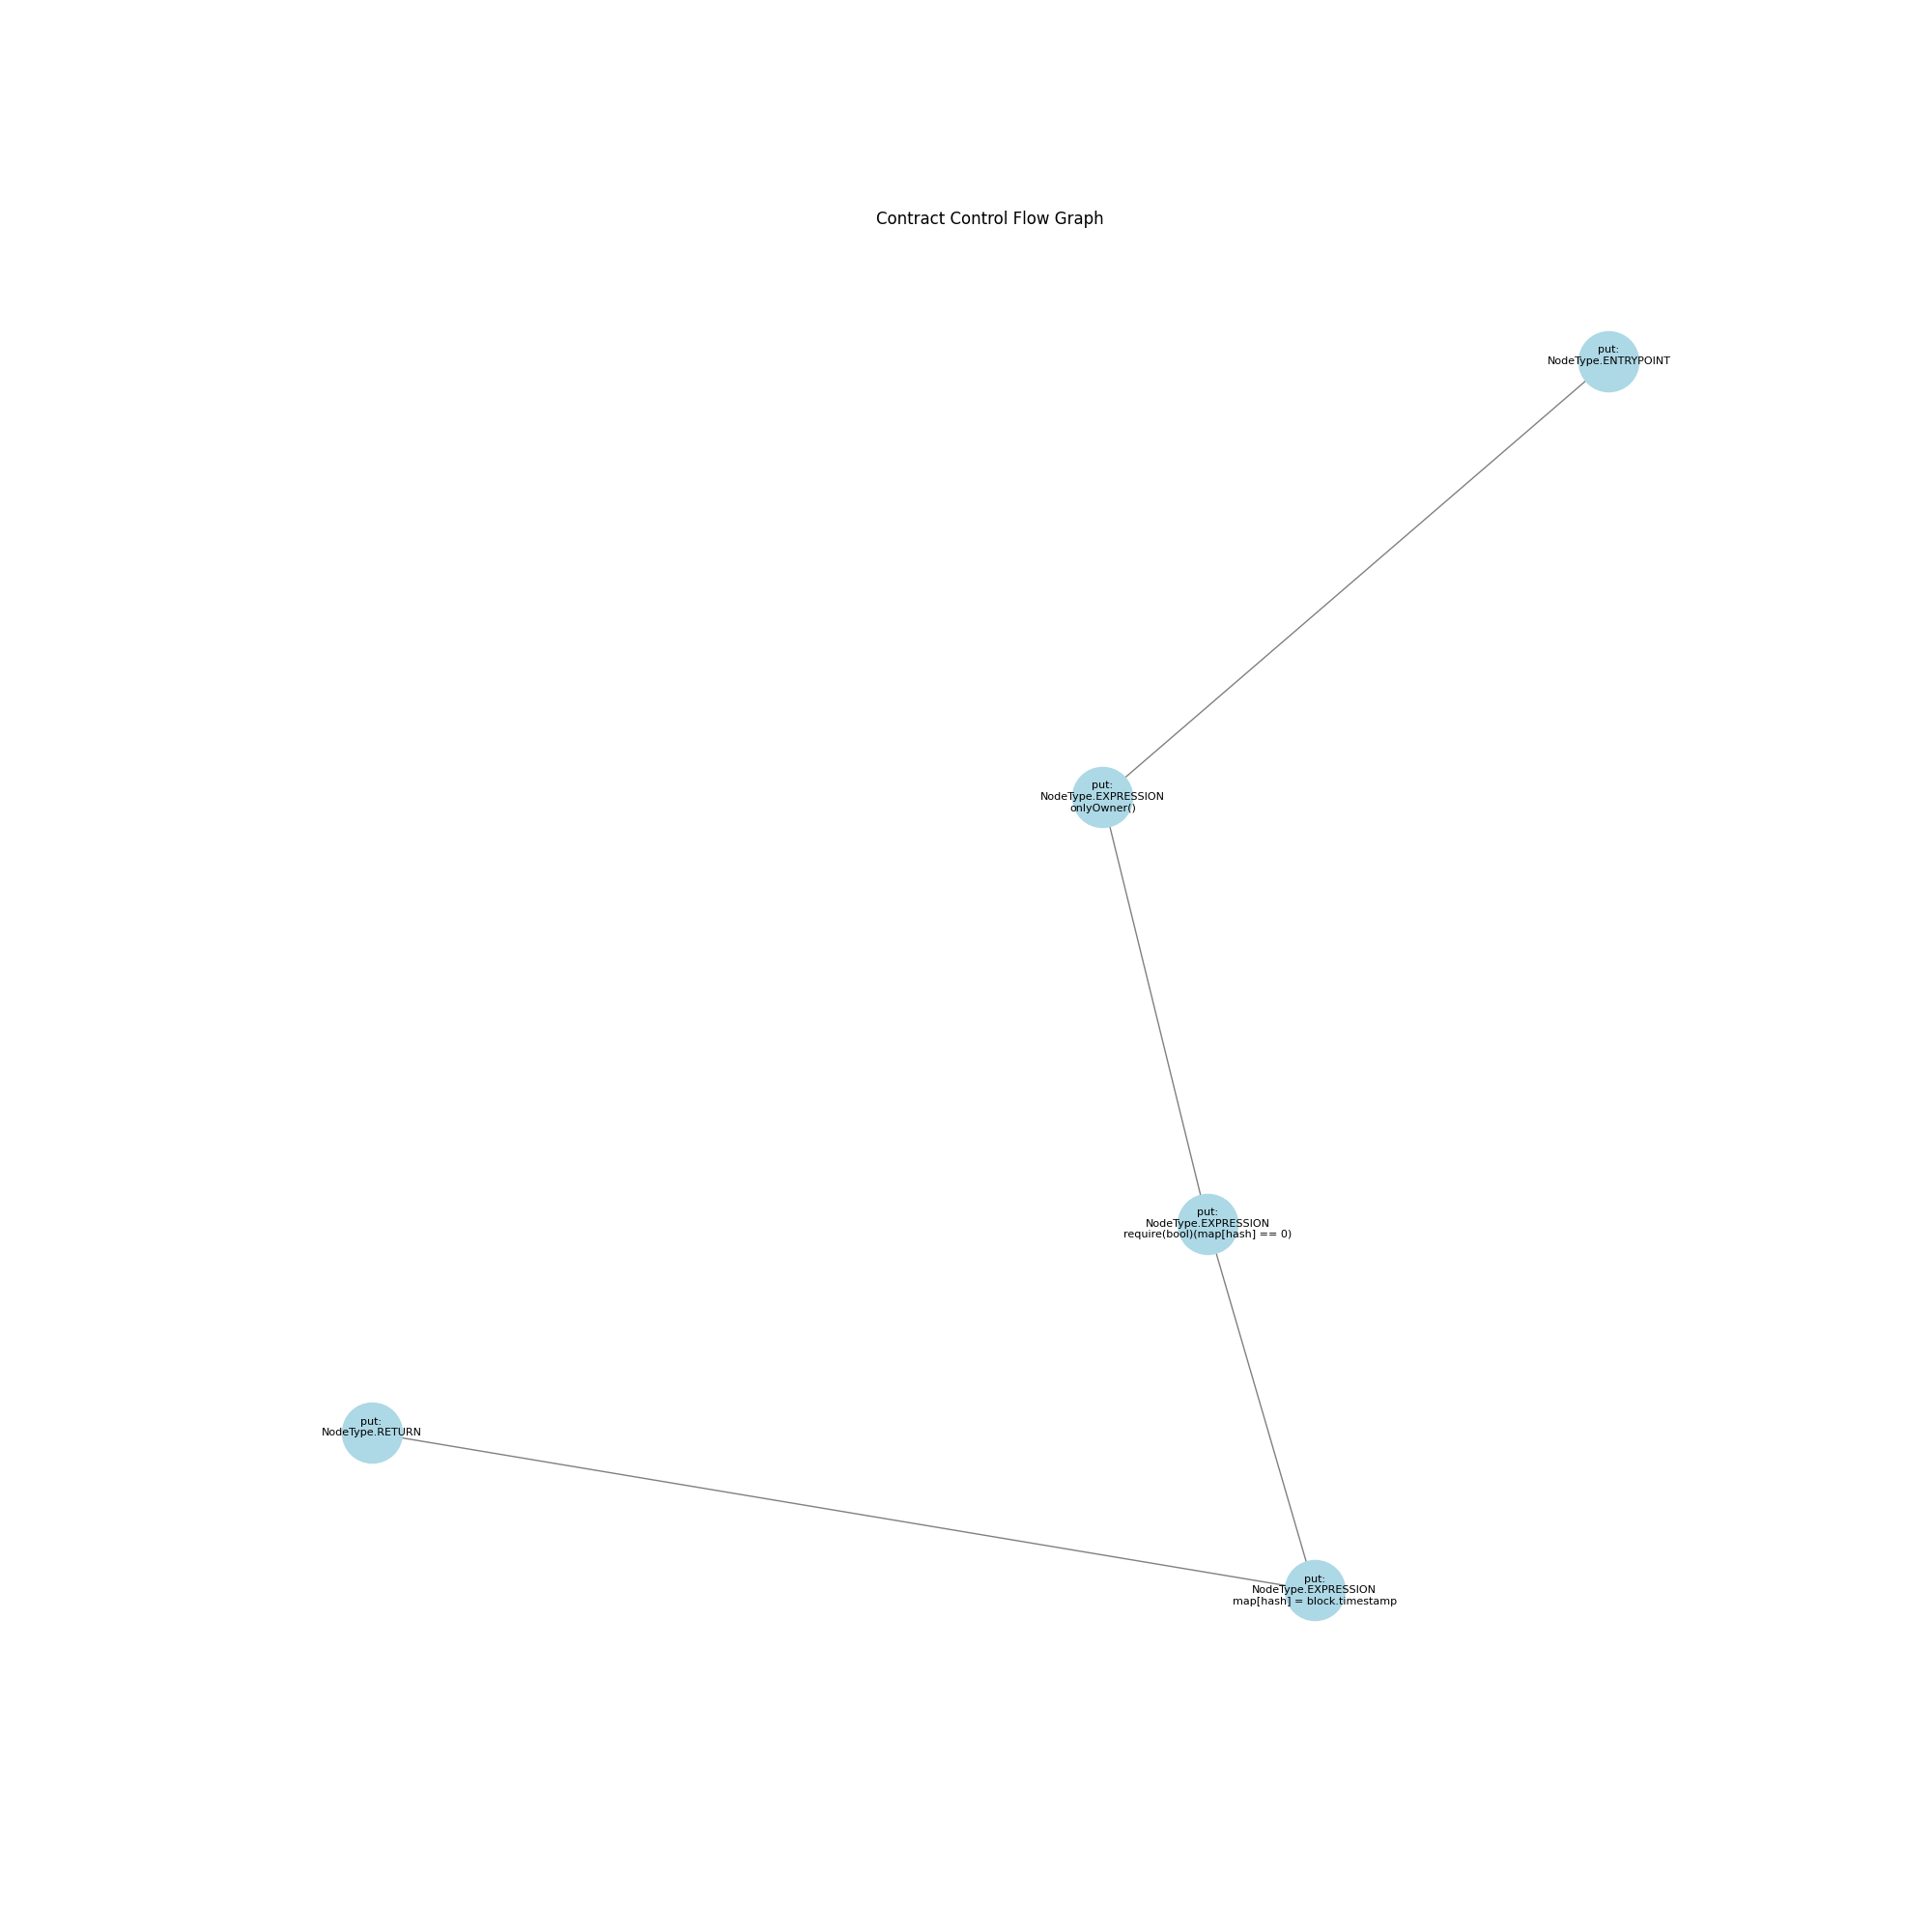 Contract Control Flow Graph
put:
NodeType.ENTRYPOINT
put:
NodeType.EXPRESSION
onlyOwner()
put:
NodeType.EXPRESSION
require(bool)(map[hash] == 0)
put:
NodeType.RETURN
put:
NodeType.EXPRESSION
map[hash] = block.timestamp